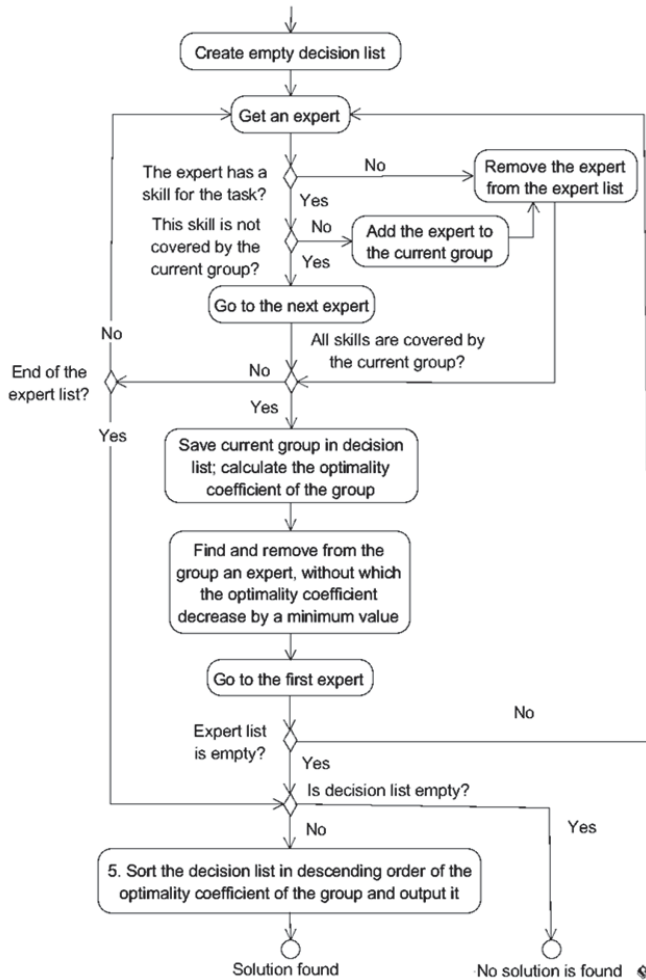 Create empty decision list
Get an expert
The expert has a
skill for the task?
No
Yes
Remove the expert
from the expert list
This skill is not
covered by the
current group?
No
Yes
Add the expert to
the current group
Go to the next expert
No
All skills are covered by
the current group?
End of the
expert list?
No
Yes
Yes
Save current group in decision
list; calculate the optimality
coefficient of the group
Find and remove from the
group an expert, without which
the optimality coefficient
decrease by a minimum value
Go to the first expert
No
Expert list
is empty?
Yes
Is decision list empty?
No
Yes
5. Sort the decision list in descending order of the
optimality coefficient of the group and output it
Solution found
No solution is found